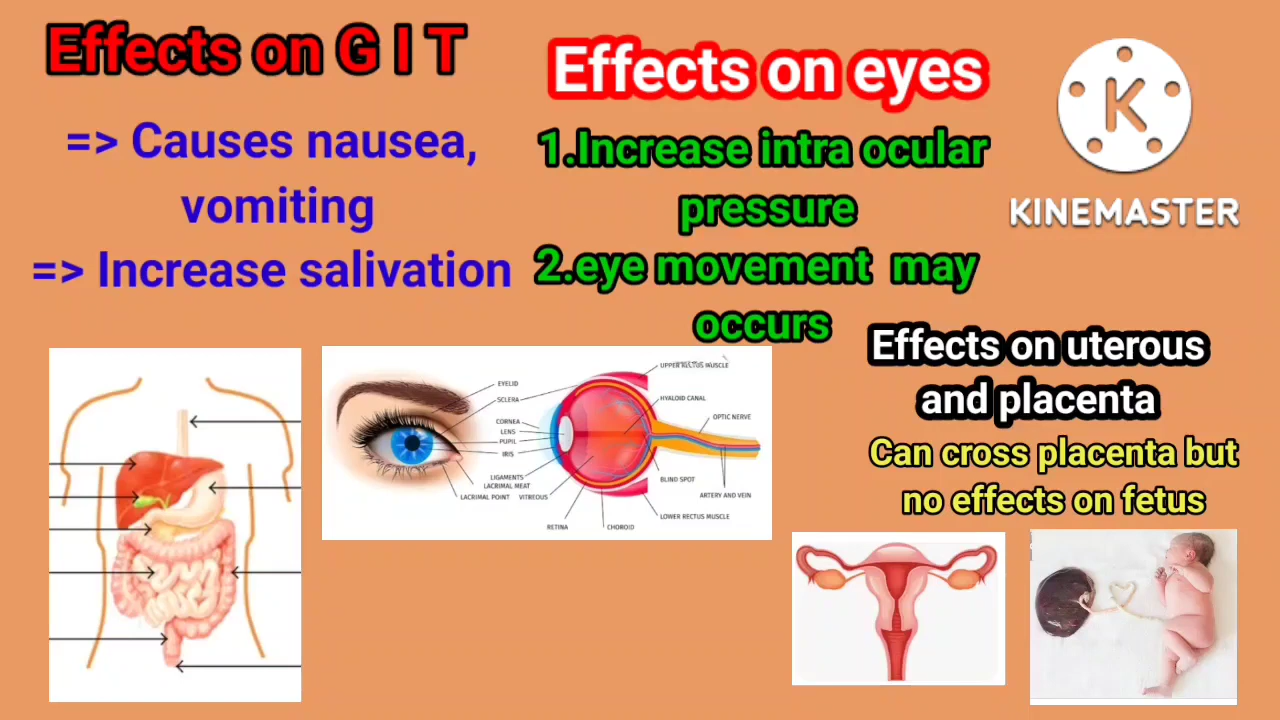 Effects on G I T
=> Causes nausea,
vomiting
=> Increase salivation
Effects on eyes
1.Increase intra ocular
pressure
2.eye movement may
occurs
K
KINEMASTER
Effects on uterous
and placenta
Can cross placenta but
no effects on fetus
EYELID
SCLERA
CORNEA
LENS
PUPIL
IRIS
LIGAMENTS
LACRIMAL MEAT
LACRIMAL POINT
VITREOUS
RETINA
CHOROID
UPPER RECTUS MUSCLE
HYALOID CANAL
OPTIC NERVE
BLIND SPOT
ARTERY AND VEIN
LOWER RECTUS MUSCLE